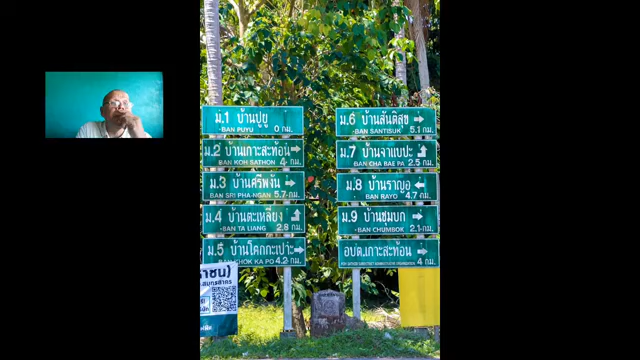 ม.1 บ้านปูยู
BAN PUYU 0 กม.
ม.2 บ้านเกาะสะท้อน
BAN KOH SATHON 4 กม.
ม.3 บ้านศรีพงัน
BAN SRI PHA-NGAN 5.7 กม.
ม.4 บ้านตะเหลี่ยง
BAN TA LIANG 2.8 กม.
ม.5 บ้านโคกกะเปาะ
BAN KHOK KA PO 4.2 กม.
ม.6 บ้านสันติสุข
BAN SANTISUK 5.1 กม.
ม.7 บ้านจาแบปะ
BAN CHA BAE PA 2.5 กม.
ม.8 บ้านราญอ
BAN RAYO 4.7 กม.
ม.9 บ้านชุมบก
BAN CHUMBOK 2.1 กม.
อบต.เกาะสะท้อน
4 กม.